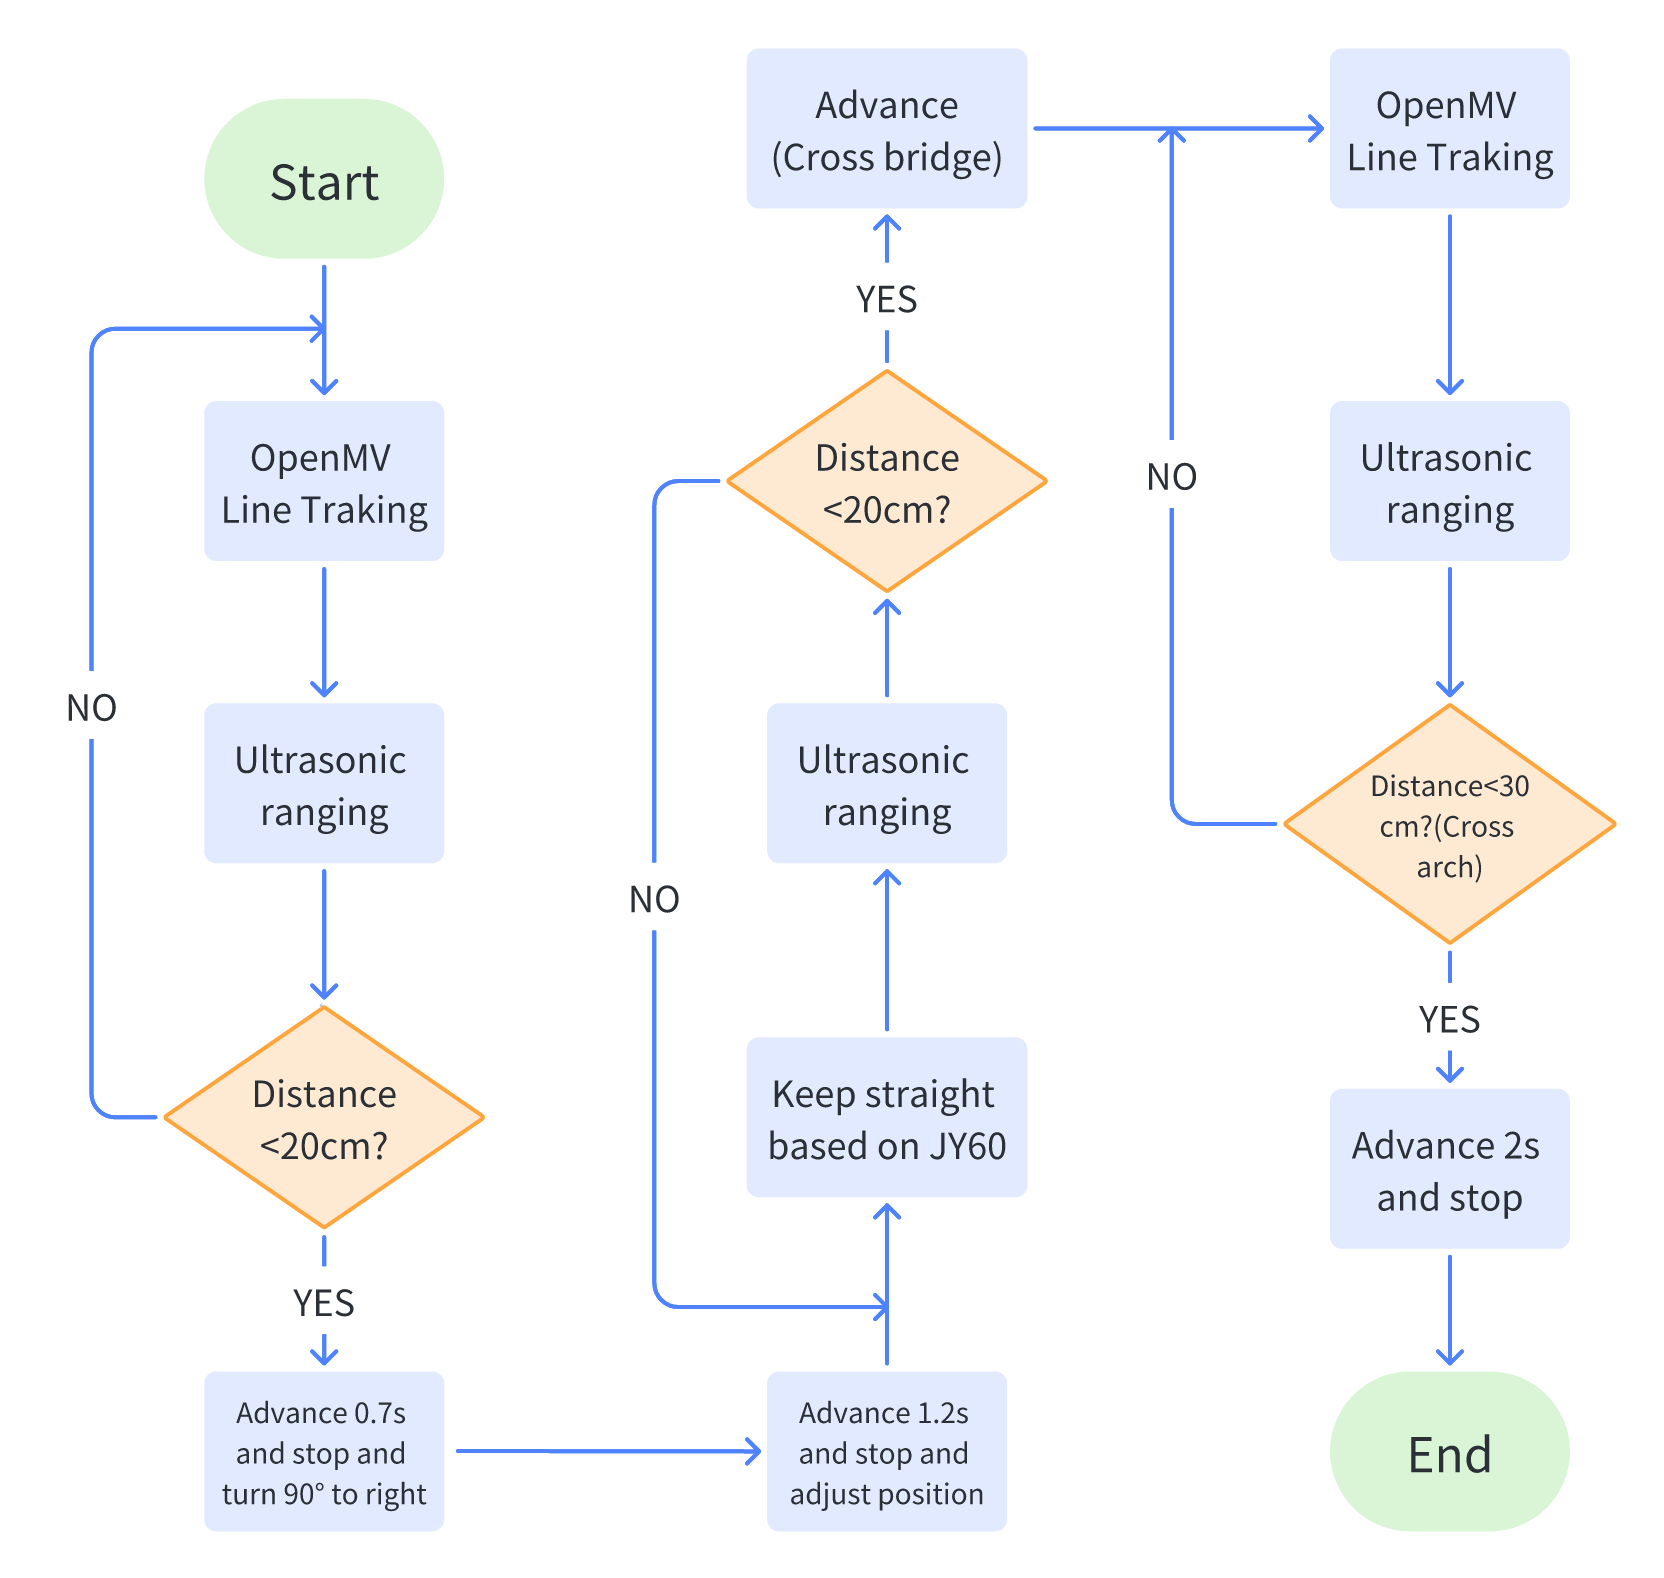 Start
OpenMV
Line Traking
Ultrasonic
ranging
Distance
<20cm?
NO
YES
Advance 0.7s
and stop and
turn 90° to right
Advance 1.2s
and stop and
adjust position
Keep straight
based on JY60
Ultrasonic
ranging
Distance
<20cm?
NO
YES
Advance
(Cross bridge)
OpenMV
Line Traking
Ultrasonic
ranging
Distance<30
cm?(Cross
arch)
NO
YES
Advance 2s
and stop
End